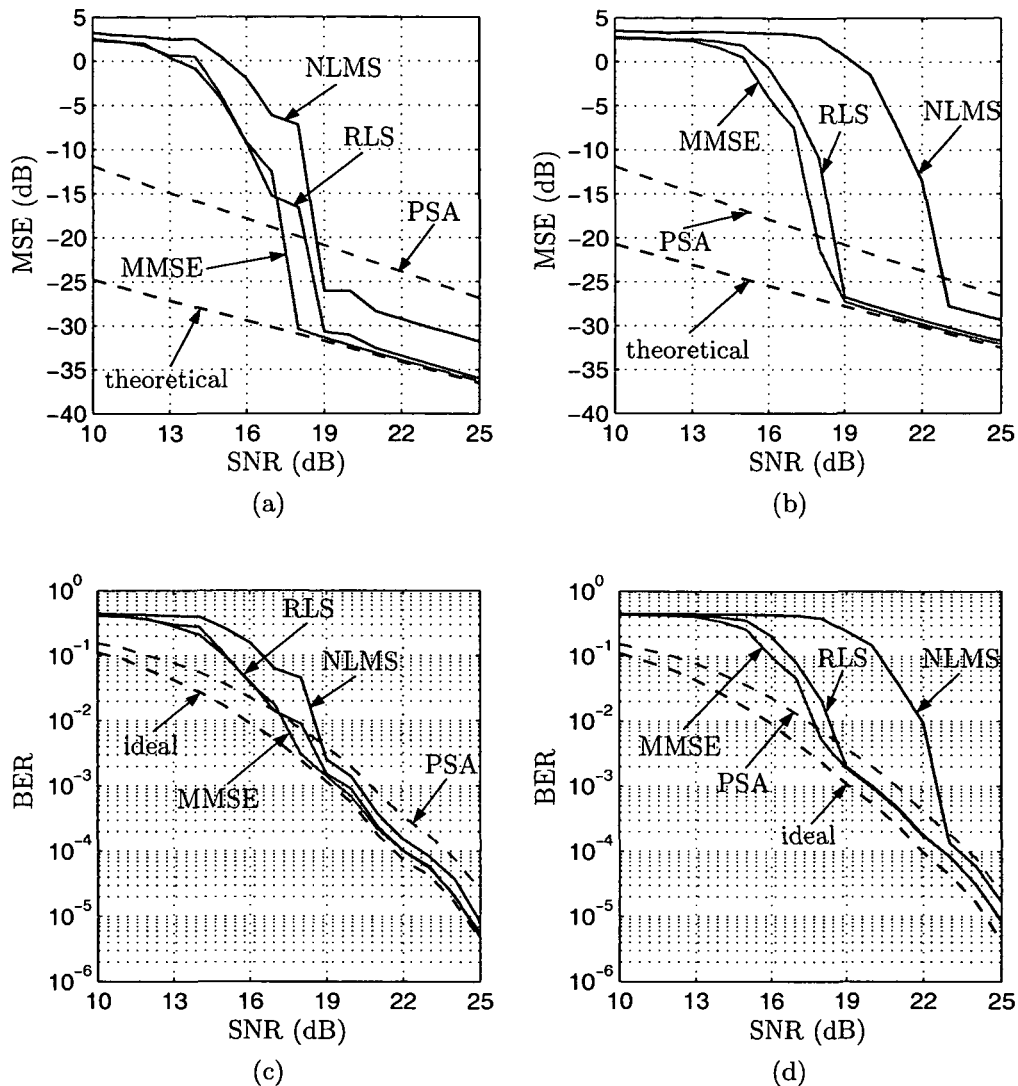 5
0
−5
−10
−15
−20
−25
−30
−35
−40
MSE (dB)
NLMS
RLS
PSA
MMSE
theoretical
10 13 16 19 22 25
SNR (dB)
(a)
5
0
−5
−10
−15
−20
−25
−30
−35
−40
MSE (dB)
RLS
NLMS
MMSE
PSA
theoretical
10 13 16 19 22 25
SNR (dB)
(b)
10^0
10^−1
10^−2
10^−3
10^−4
10^−5
10^−6
BER
RLS
NLMS
ideal
PSA
MMSE
10 13 16 19 22 25
SNR (dB)
(c)
10^0
10^−1
10^−2
10^−3
10^−4
10^−5
10^−6
BER
RLS
NLMS
MMSE
PSA
ideal
10 13 16 19 22 25
SNR (dB)
(d)